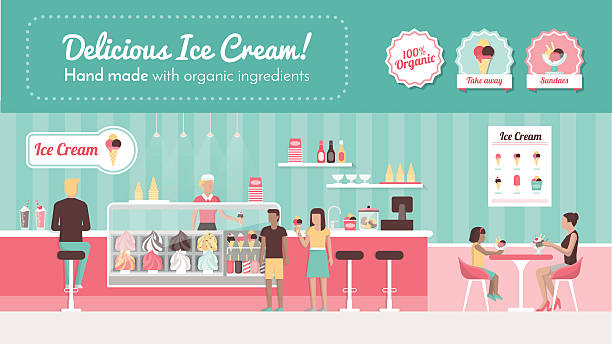 Delicious Ice Cream!
Hand made with organic ingredients
100%
Organic
Take away
Sundaes
Ice Cream
Ice Cream